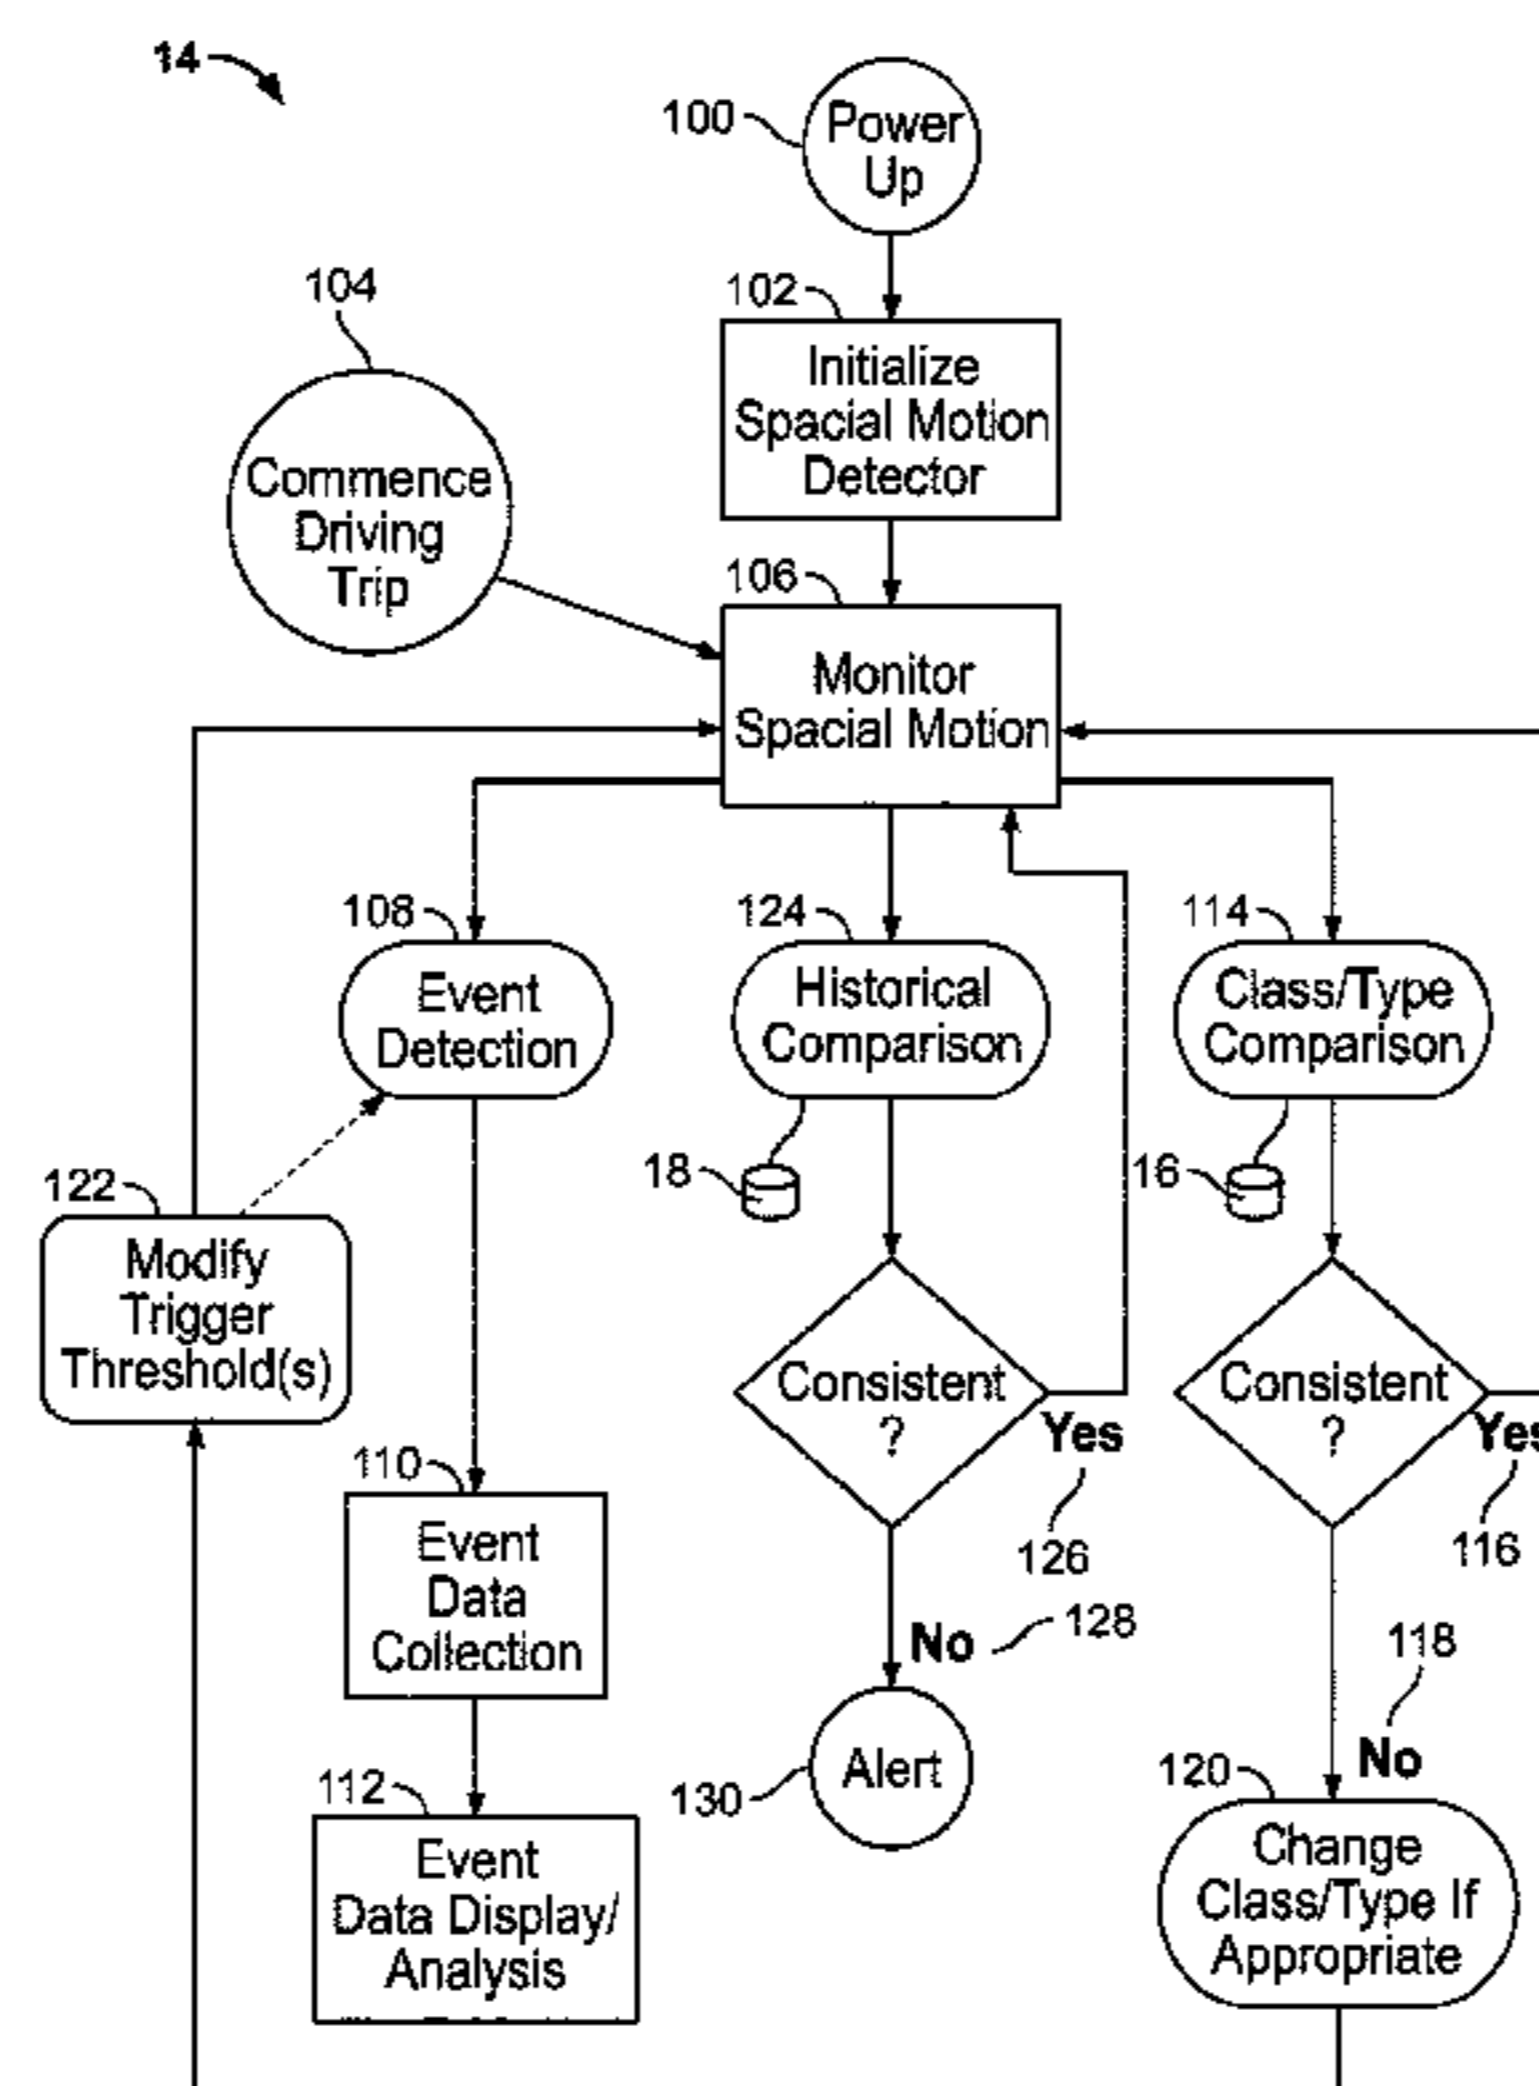 14
100
Power
Up
102
Initialize
Spacial Motion
Detector
104
Commence
Driving
Trip
106
Monitor
Spacial Motion
108
Event
Detection
124
Historical
Comparison
114
Class/Type
Comparison
18
16
122
Modify
Trigger
Threshold(s)
Consistent
?
Yes
126
Consistent
?
Yes
116
110
Event
Data
Collection
No
128
118
No
130
Alert
112
Event
Data Display/
Analysis
120
Change
Class/Type If
Appropriate